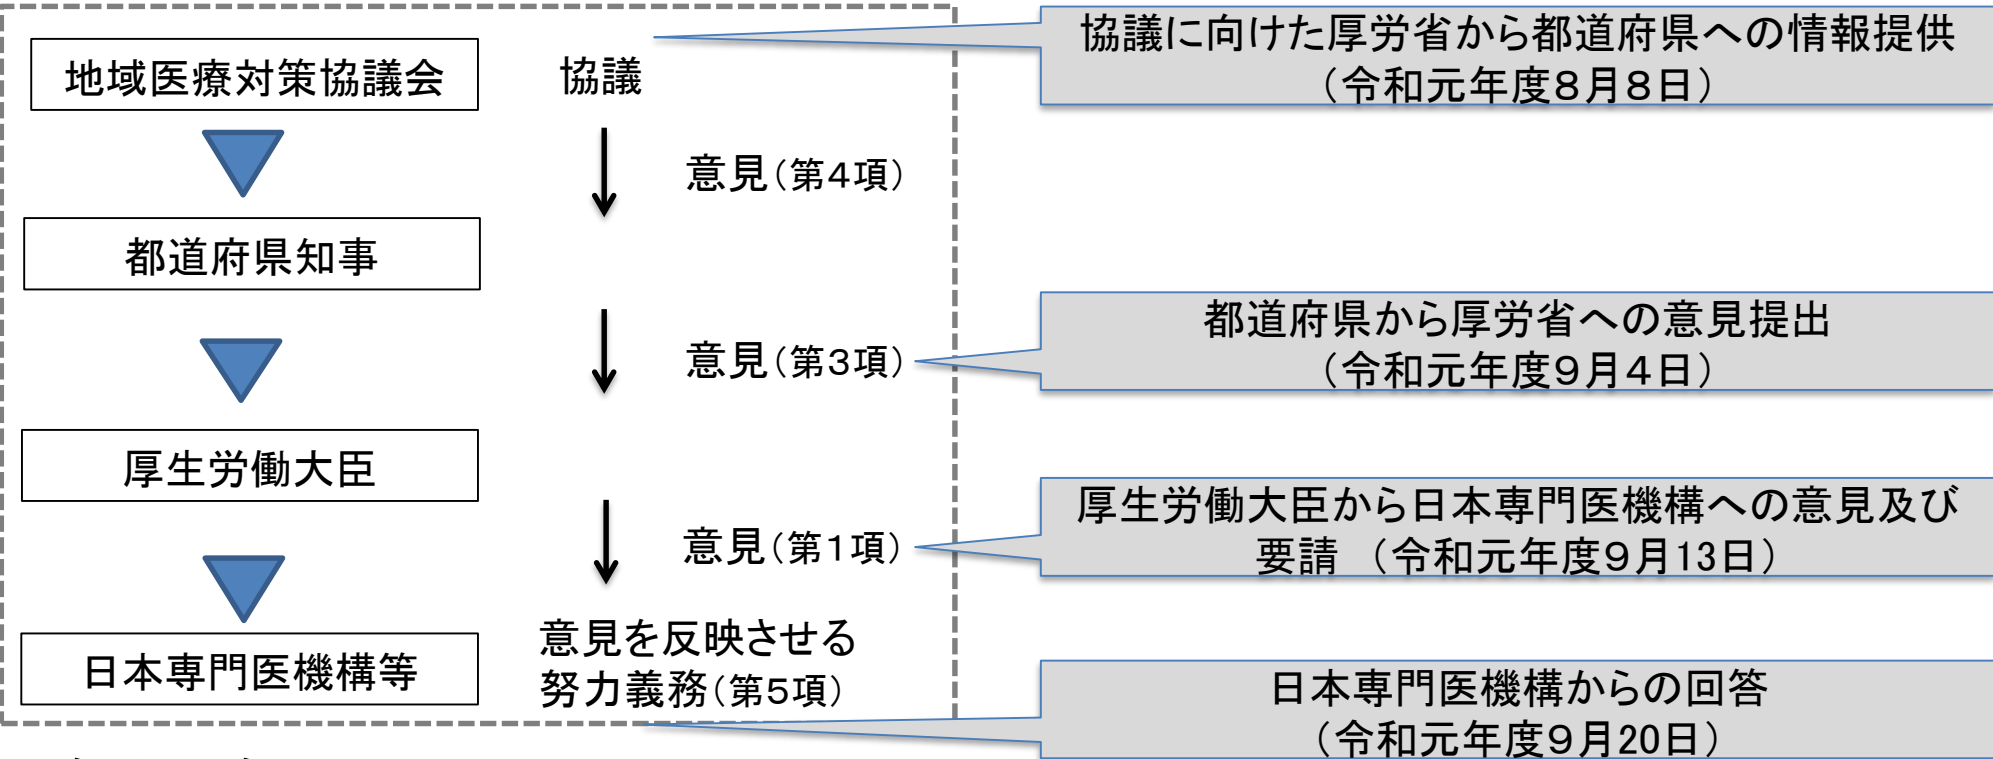 地域医療対策協議会
協議
協議に向けた厚労省から都道府県への情報提供
（令和元年度８月８日）
意見（第４項）
都道府県知事
意見（第３項）
都道府県から厚労省への意見提出
（令和元年度９月４日）
厚生労働大臣
意見（第１項）
厚生労働大臣から日本専門医機構への意見及び
要請　（令和元年度９月13日）
日本専門医機構等
意見を反映させる
努力義務（第５項）
日本専門医機構からの回答
（令和元年度９月20日）